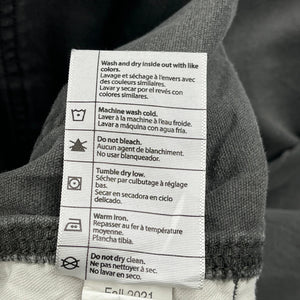 Wash and dry inside out with like
colors.
Lavage et séchage à l'envers avec
des couleurs similaires.
Lavar y secar por el revés con
colores similares.
Machine wash cold.
Laver à la machine à l'eau froide.
Lavar a máquina con agua fría.
Do not bleach.
Aucun agent de blanchiment.
No usar blanqueador.
Tumble dry low.
Sécher par culbutage à réglage
bas.
Secar en secadora en ciclo
delicado.
Warm iron.
Repasser au fer à température
moyenne.
Plancha tibia.
Do not dry clean.
Ne pas nettoyer à sec.
No lavar en seco.
Fall 2021